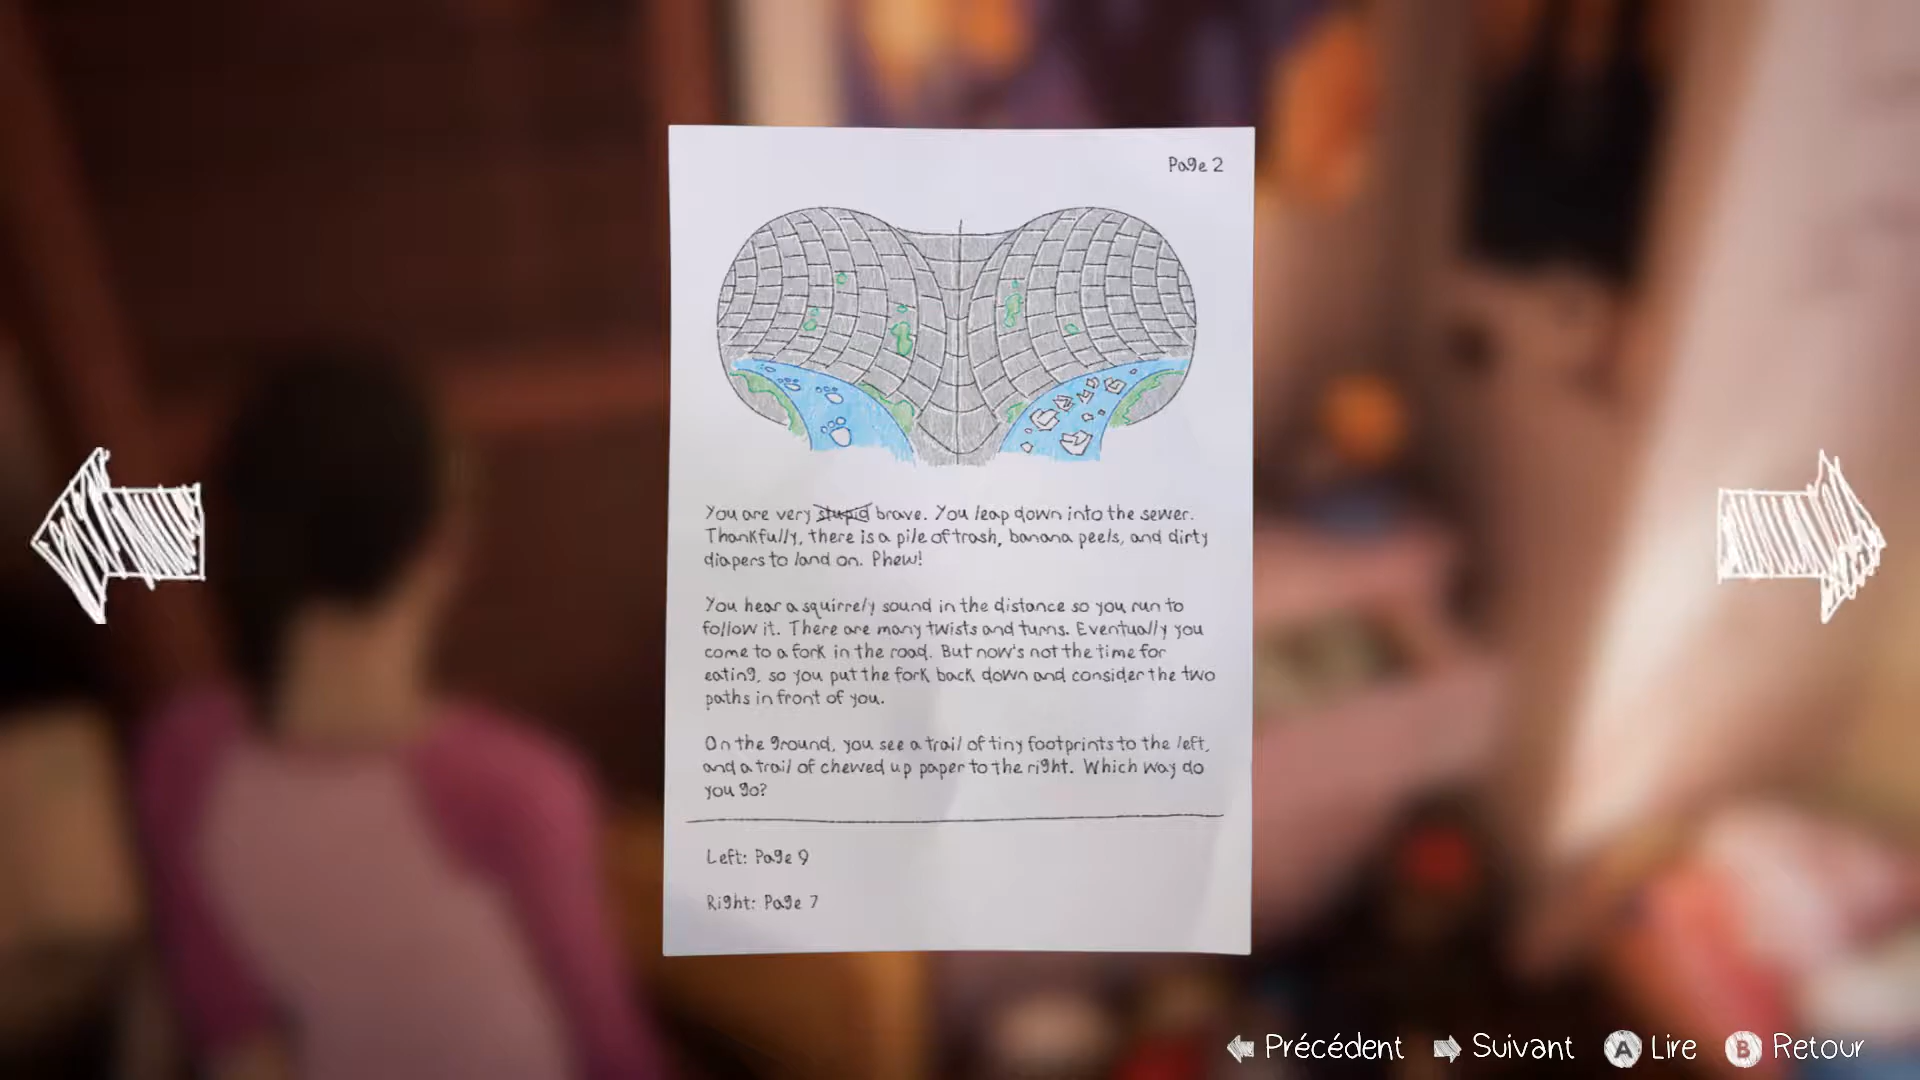 Page 2
You are very stupid brave. You leap down into the sewer.
Thankfully, there is a pile of trash, banana peels, and dirty
diapers to land on. Phew!
You hear a squirrely sound in the distance so you run to
follow it. There are many twists and turns. Eventually you
come to a fork in the road. But now's not the time for
eating, so you put the fork back down and consider the two
paths in front of you.
On the ground, you see a trail of tiny footprints to the left,
and a trail of chewed up paper to the right. Which way do
you go?
Left: Page 9
Right: Page 7
Précédent Suivant A Lire B Retour